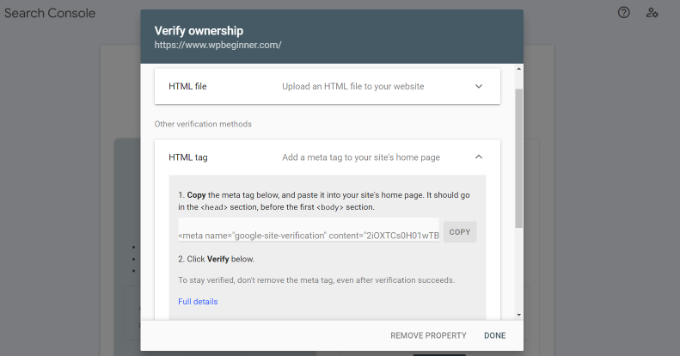 Search Console
Verify ownership
https://www.wpbeginner.com/
HTML file Upload an HTML file to your website
Other verification methods
HTML tag Add a meta tag to your site's home page
1. Copy the meta tag below, and paste it into your site's home page. It should go
in the <head> section, before the first <body> section.
<meta name="google-site-verification" content="2iOXTCs0H01wTB COPY
2. Click Verify below.
To stay verified, don't remove the meta tag, even after verification succeeds.
Full details
REMOVE PROPERTY DONE